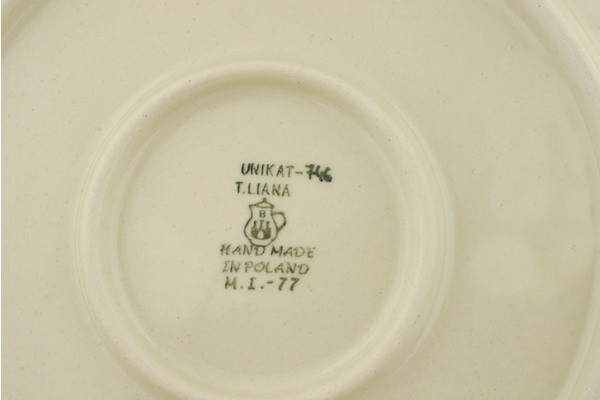 UNIKAT-746
T.LIANA
B
HAND MADE
IN POLAND
M.I.-77